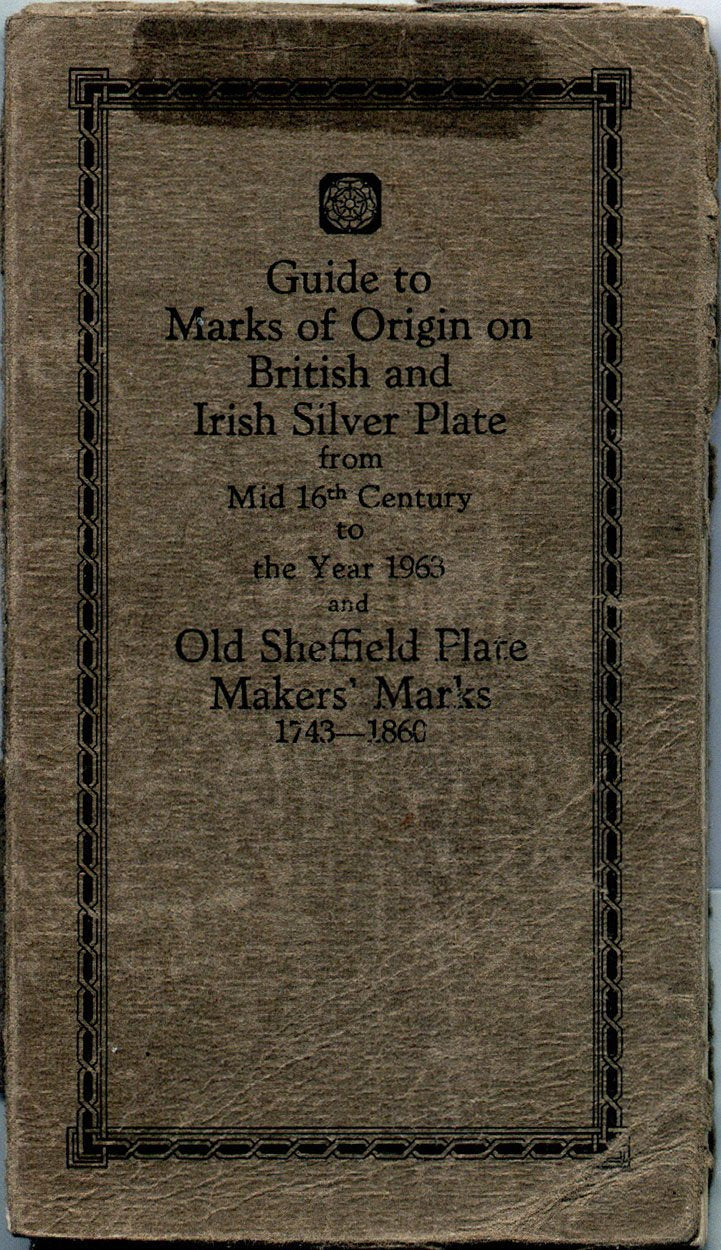 Guide to
Marks of Origin on
British and
Irish Silver Plate
from
Mid 16th Century
to
the Year 1963
and
Old Sheffield Plate
Makers' Marks
1743—1860